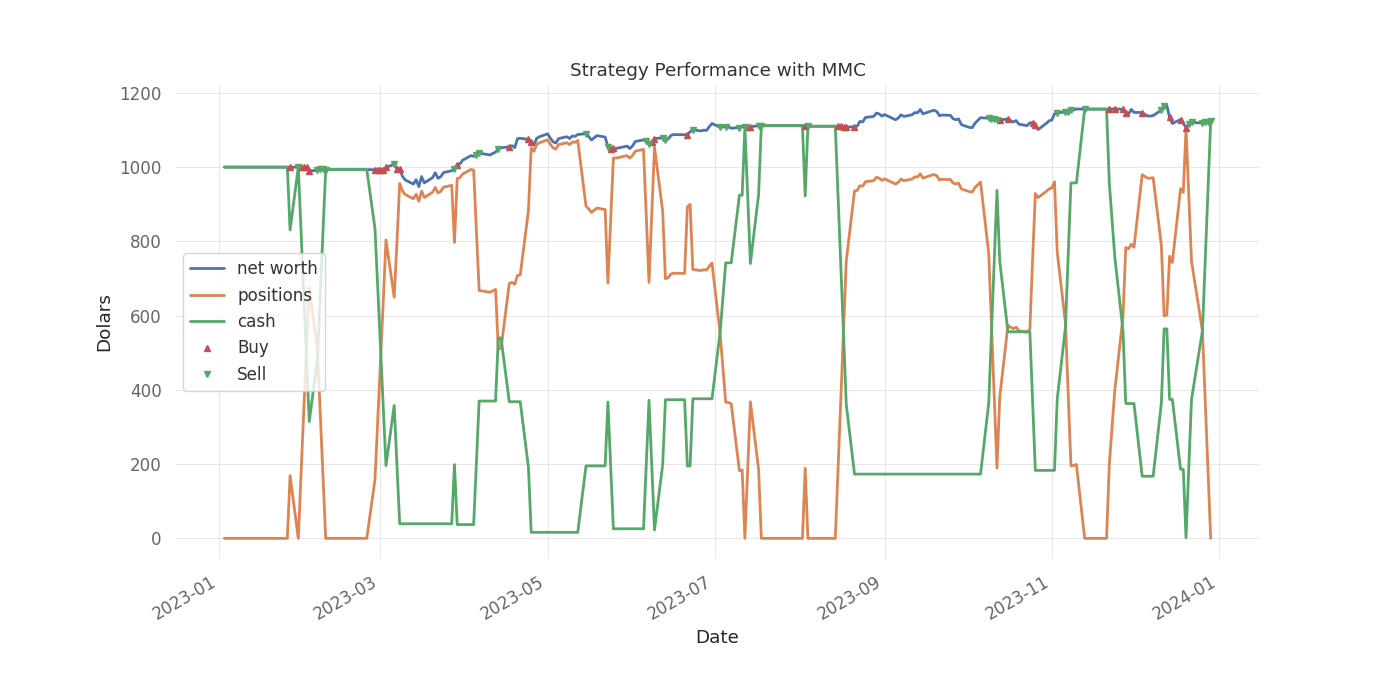 Strategy Performance with MMC
1200
1000
800
600
400
200
0
Dolars
net worth
positions
cash
Buy
Sell
2023-01
2023-03
2023-05
2023-07
2023-09
2023-11
2024-01
Date